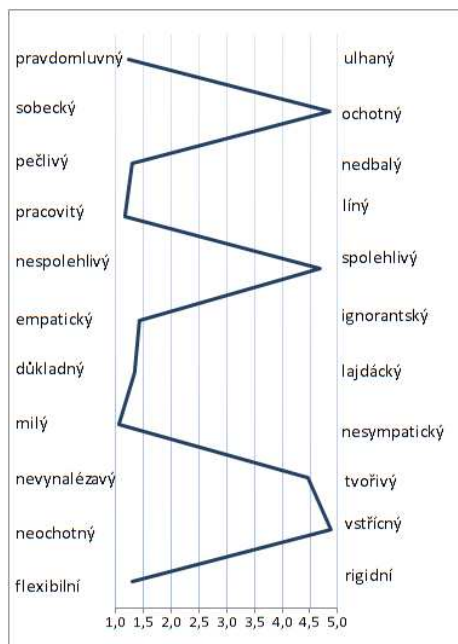 pravdomluvný ulhaný
sobecký ochotný
pečlivý nedbalý
pracovitý líný
nespolehlivý spolehlivý
empatický ignorantský
důkladný lajdácký
milý nesympatický
nevynalézavý tvořivý
neochotný vstřícný
flexibilní rigidní
1,0 1,5 2,0 2,5 3,0 3,5 4,0 4,5 5,0